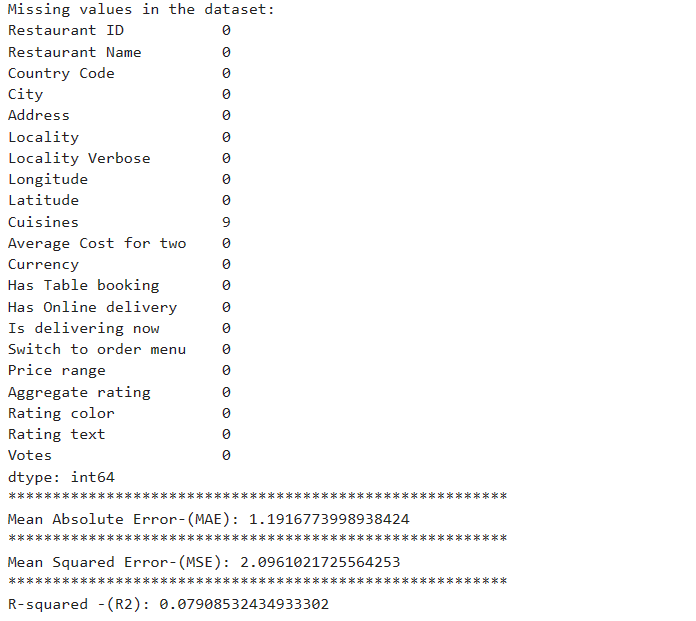 Missing values in the dataset:
Restaurant ID 0
Restaurant Name 0
Country Code 0
City 0
Address 0
Locality 0
Locality Verbose 0
Longitude 0
Latitude 0
Cuisines 9
Average Cost for two 0
Currency 0
Has Table booking 0
Has Online delivery 0
Is delivering now 0
Switch to order menu 0
Price range 0
Aggregate rating 0
Rating color 0
Rating text 0
Votes 0
dtype: int64
********************************************************
Mean Absolute Error-(MAE): 1.1916773998938424
********************************************************
Mean Squared Error-(MSE): 2.0961021725564253
********************************************************
R-squared -(R2): 0.07908532434933302